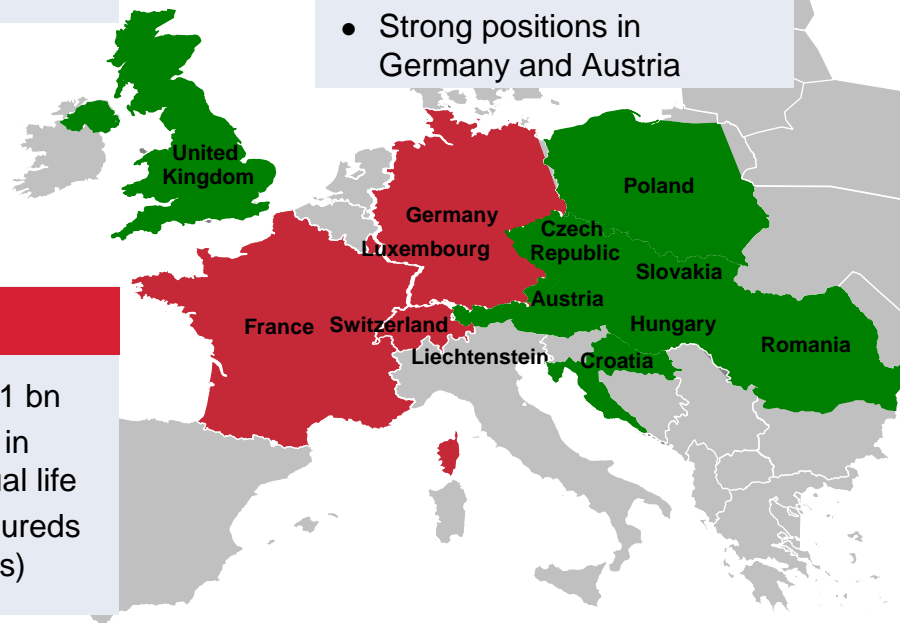 ● Strong positions in
Germany and Austria
United
Kingdom
Poland
Germany
Czech
Republic
Luxembourg
Slovakia
Austria
France
Switzerland
Hungary
Romania
Liechtenstein
Croatia
1 bn
in
al life
ureds
s)